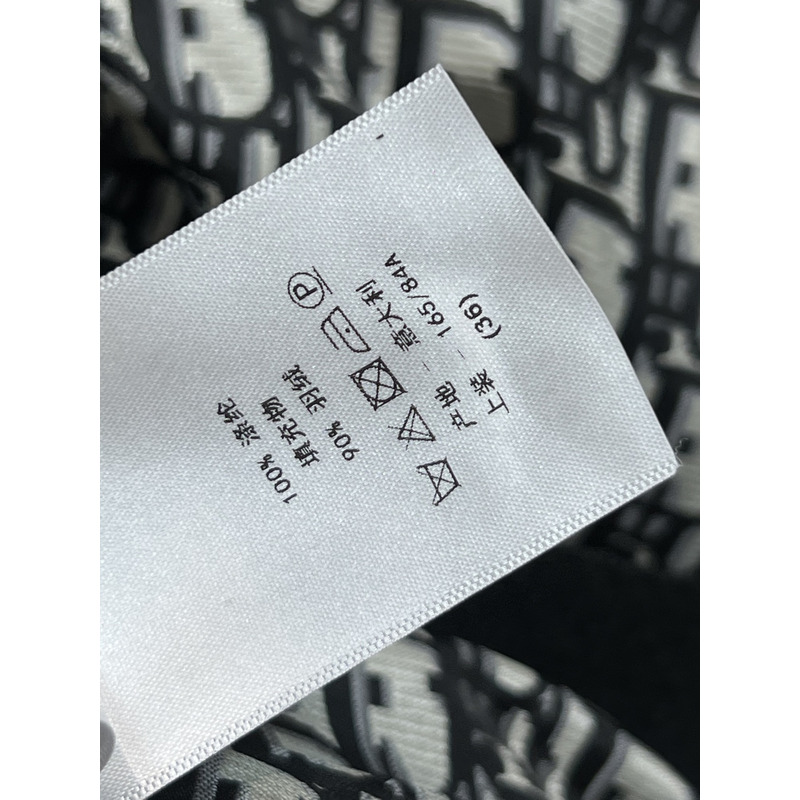 100% 涤纶
填充物
90% 羽绒
P
产地 - 意大利
上装 - 165/84A
(36)